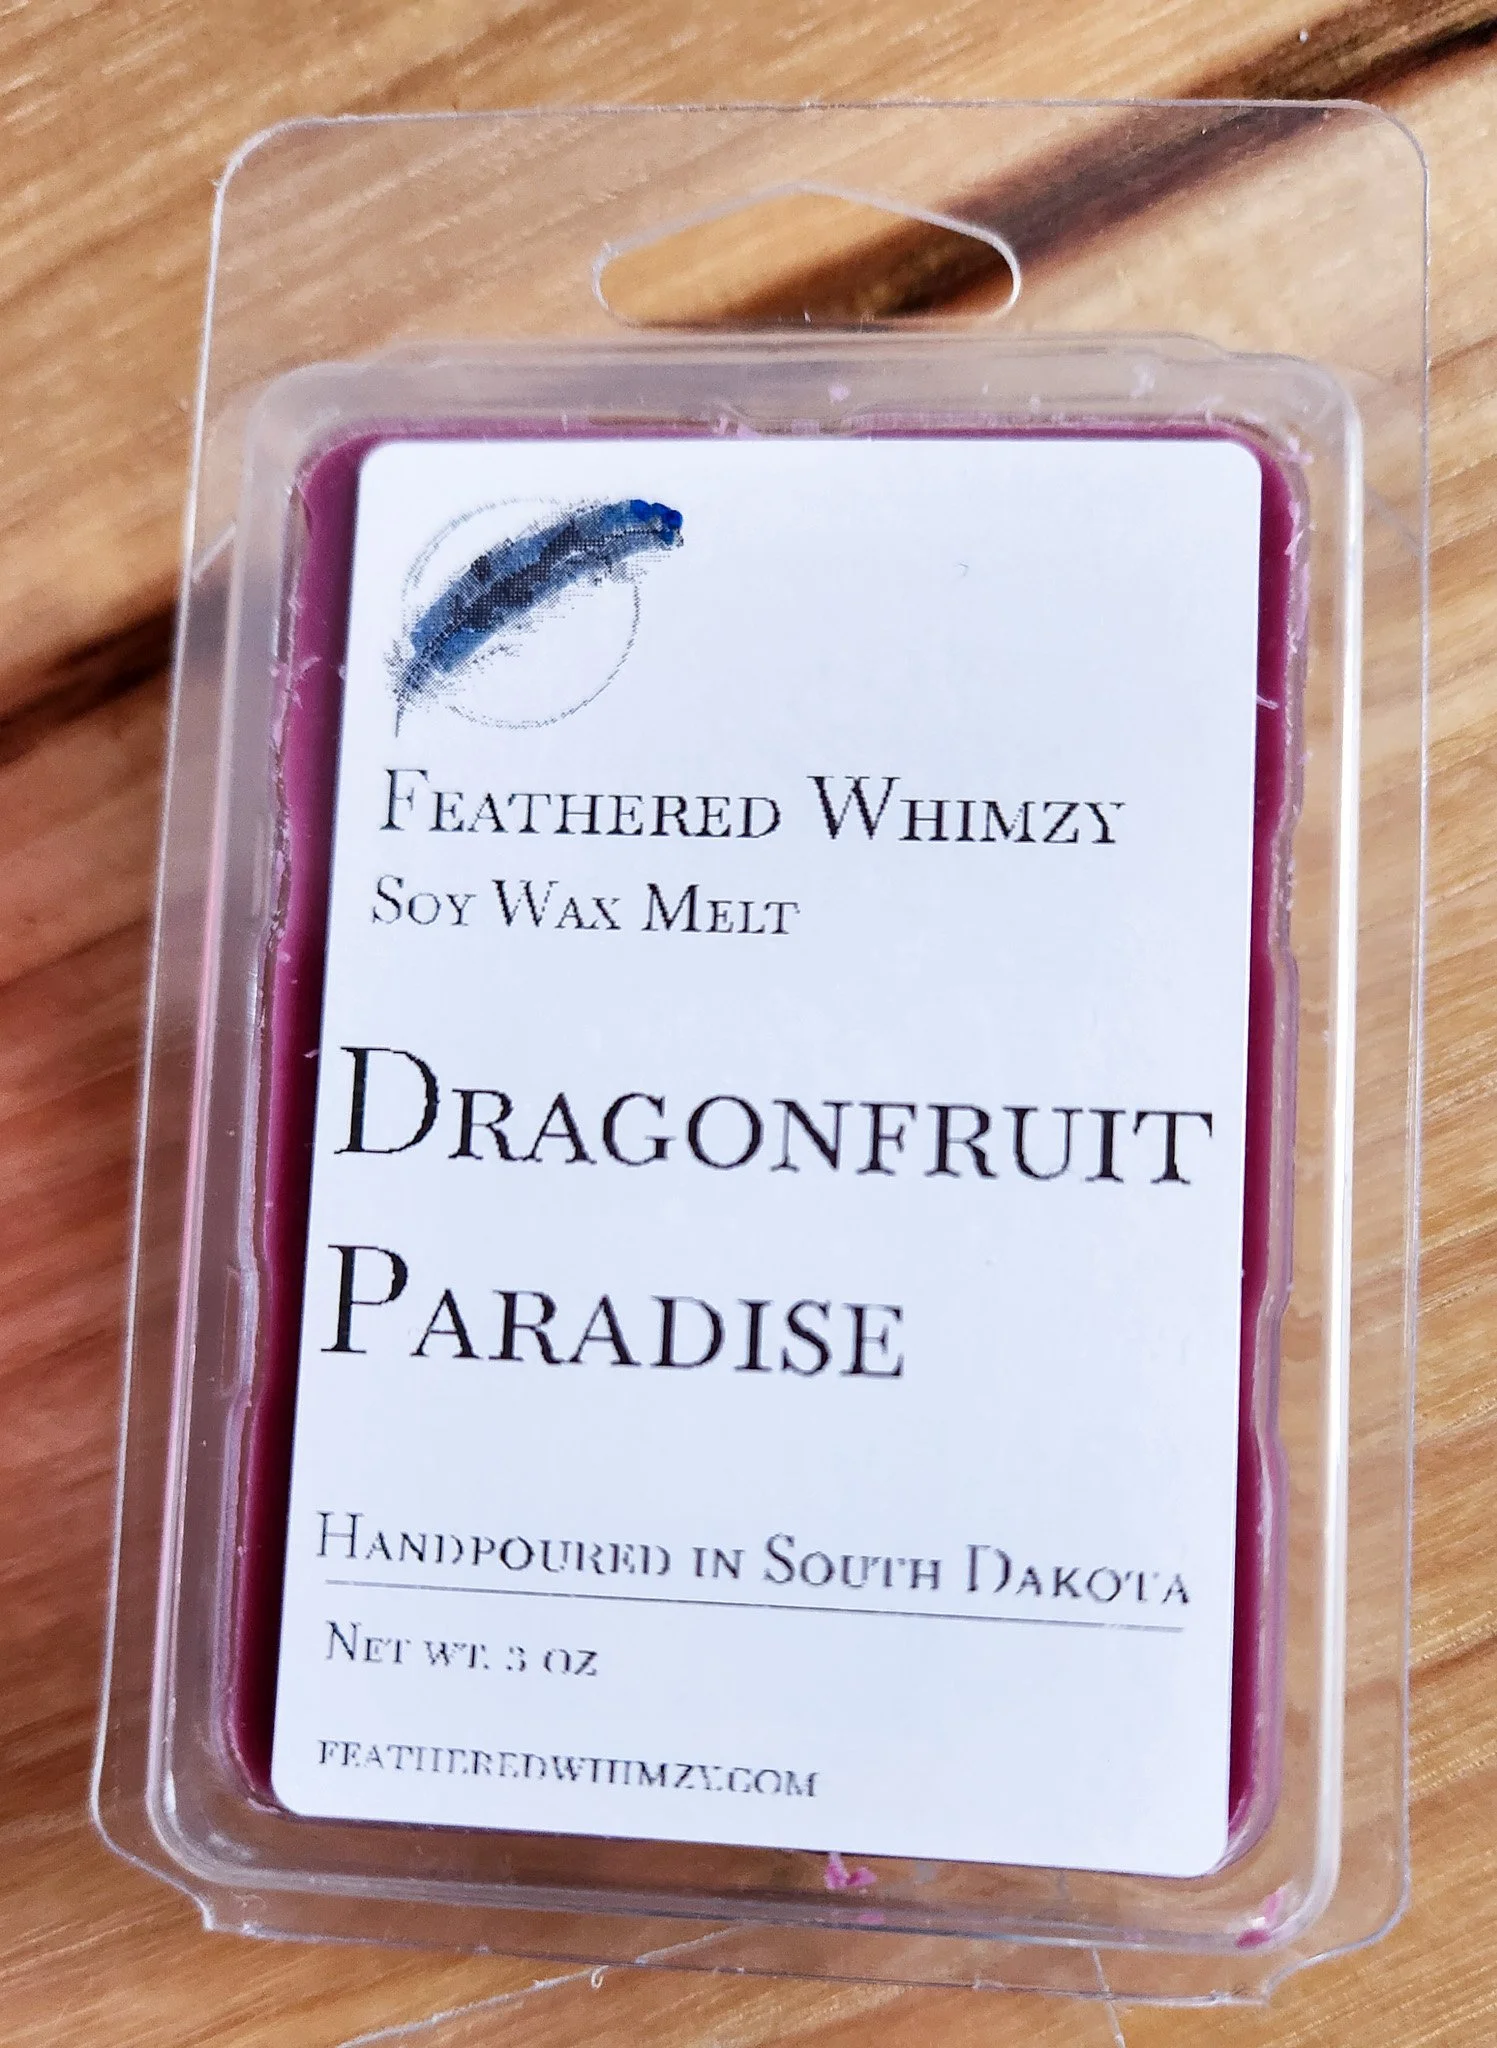 Feathered Whimzy
Soy Wax Melt
Dragonfruit
Paradise
Handpoured in South Dakota
Net wt. 3 oz
featheredwhimzy.com